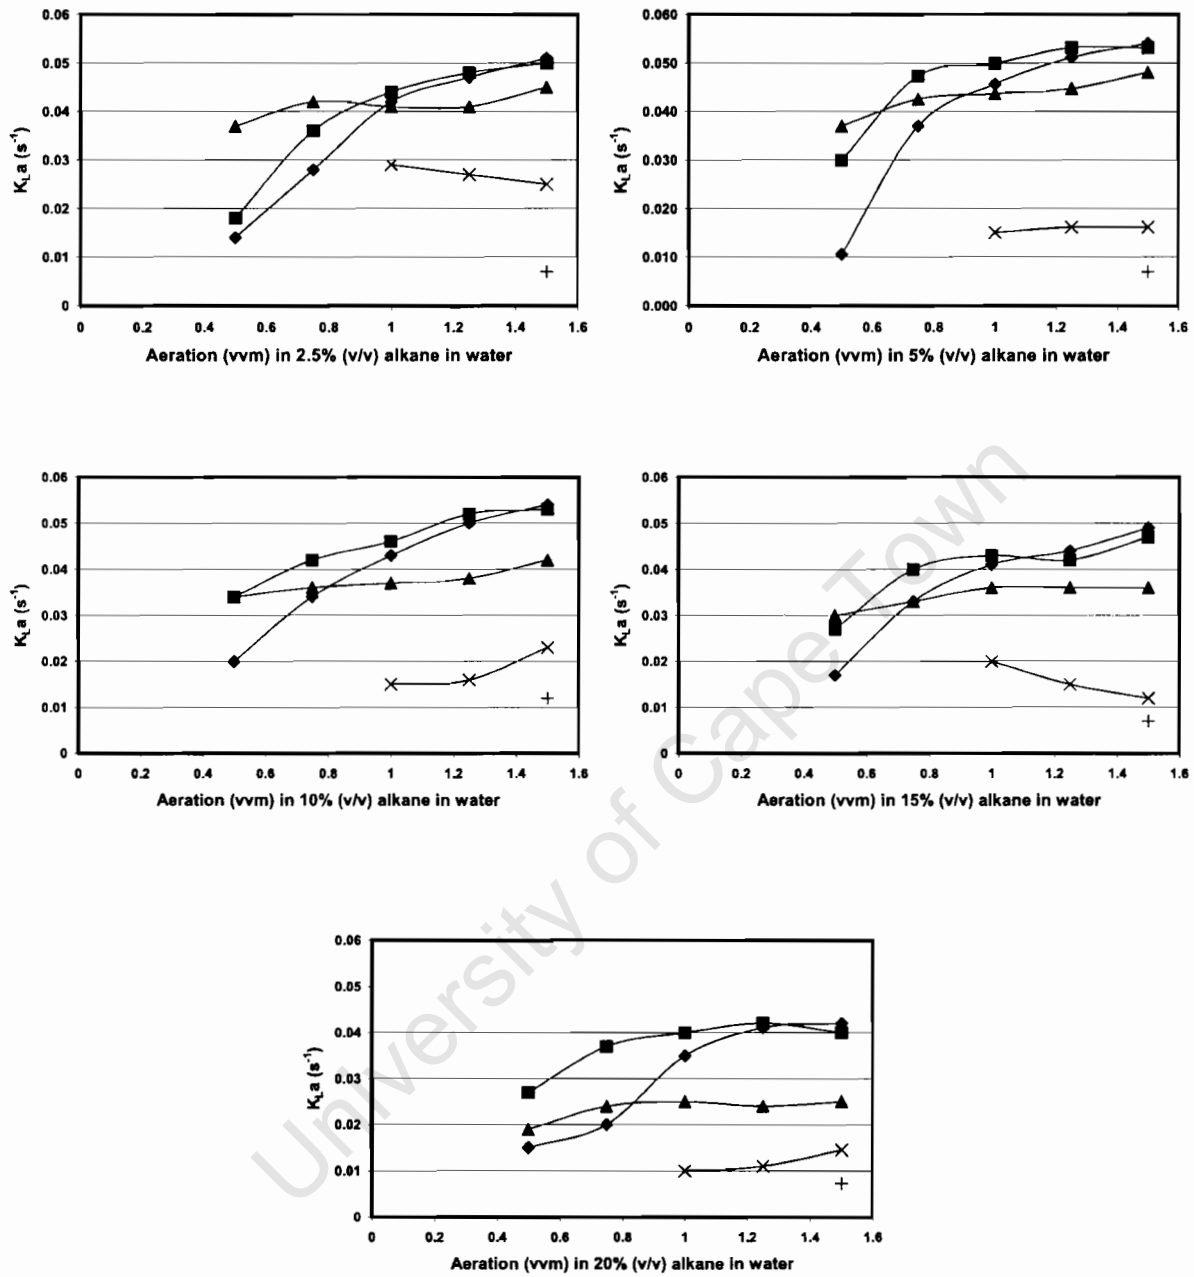 0.06
0.05
0.04
0.03
0.02
0.01
0
KLa (s-1)
0 0.2 0.4 0.6 0.8 1 1.2 1.4 1.6
Aeration (vvm) in 2.5% (v/v) alkane in water
0.060
0.050
0.040
0.030
0.020
0.010
0.000
KLa (s-1)
0 0.2 0.4 0.6 0.8 1 1.2 1.4 1.6
Aeration (vvm) in 5% (v/v) alkane in water
0.06
0.05
0.04
0.03
0.02
0.01
0
KLa (s-1)
0 0.2 0.4 0.6 0.8 1 1.2 1.4 1.6
Aeration (vvm) in 10% (v/v) alkane in water
0.06
0.05
0.04
0.03
0.02
0.01
0
KLa (s-1)
0 0.2 0.4 0.6 0.8 1 1.2 1.4 1.6
Aeration (vvm) in 15% (v/v) alkane in water
0.06
0.05
0.04
0.03
0.02
0.01
0
KLa (s-1)
0 0.2 0.4 0.6 0.8 1 1.2 1.4 1.6
Aeration (vvm) in 20% (v/v) alkane in water
University of Cape Town